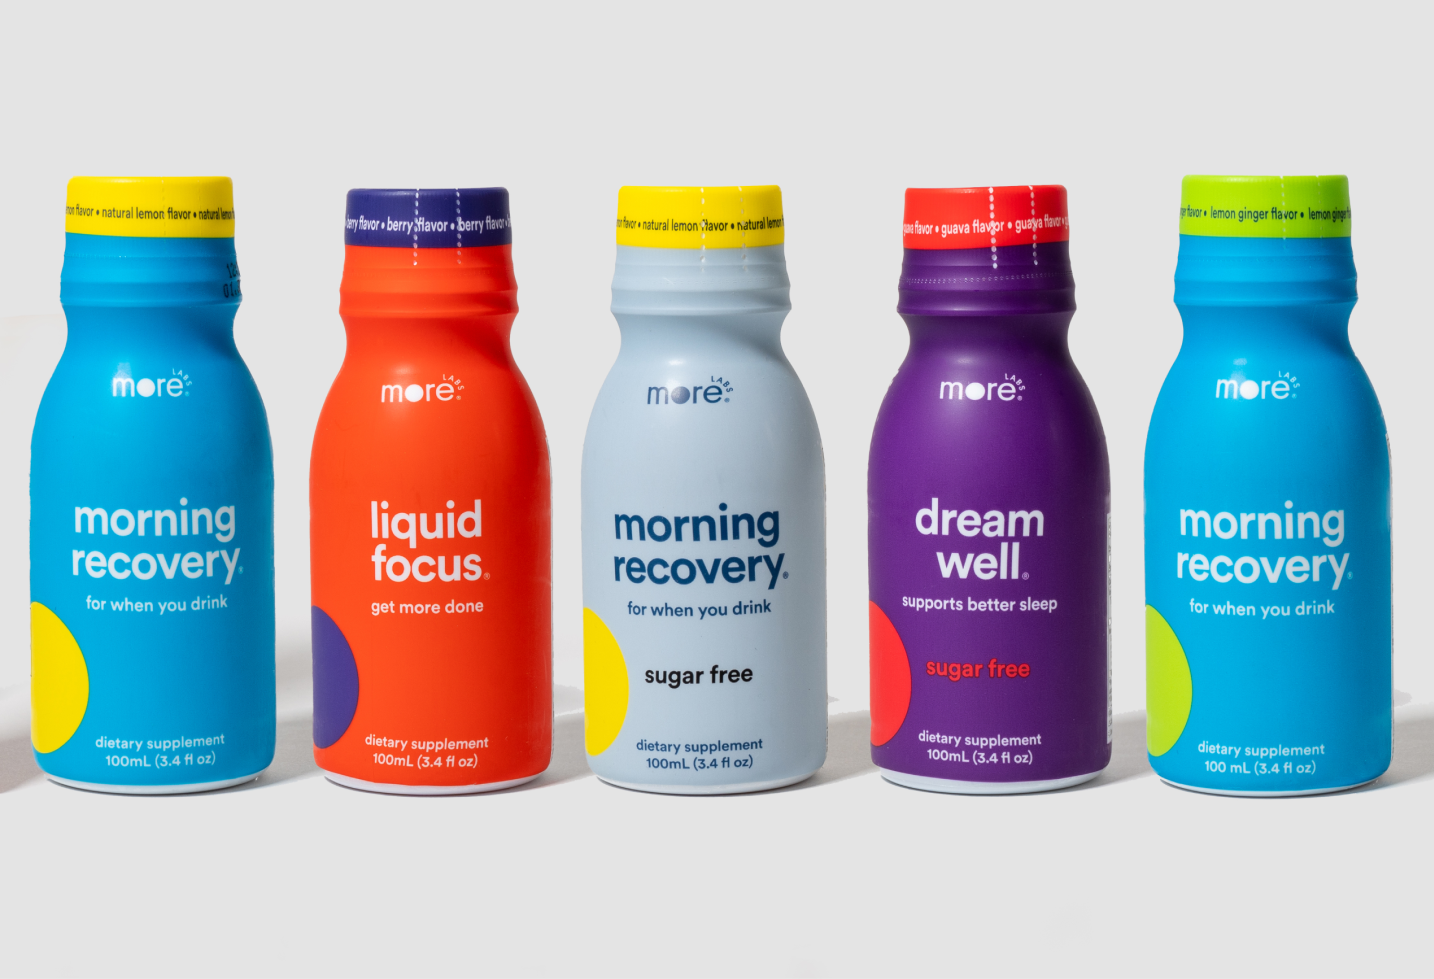 flavor • natural lemon flavor • natural
more LABS
morning
recovery®
for when you drink
dietary supplement
100mL (3.4 fl oz)
berry flavor • berry flavor • berry flavor
more LABS
liquid
focus®
get more done
dietary supplement
100mL (3.4 fl oz)
flavor • natural lemon flavor • natural lemon
more LABS
morning
recovery®
for when you drink
sugar free
dietary supplement
100mL (3.4 fl oz)
flavor • guava flavor • guava flavor •
more LABS
dream
well®
supports better sleep
sugar free
dietary supplement
100mL (3.4 fl oz)
flavor • lemon ginger flavor • lemon ginger
more LABS
morning
recovery®
for when you drink
dietary supplement
100 mL (3.4 fl oz)